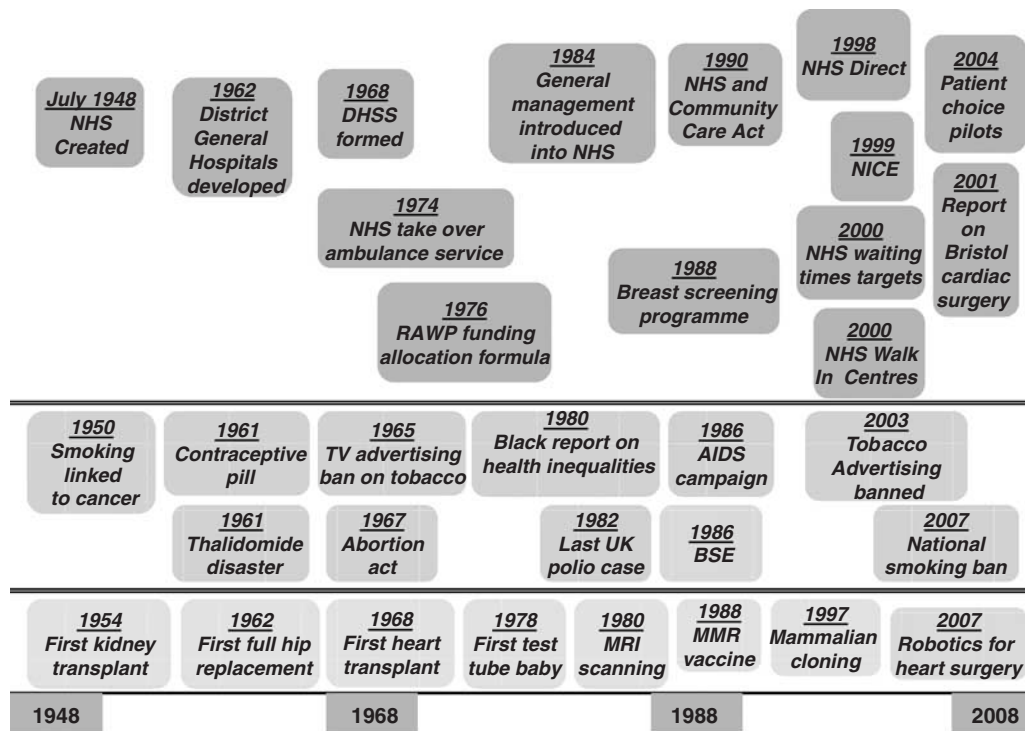 July 1948
NHS
Created
1962
District
General
Hospitals
developed
1968
DHSS
formed
1974
NHS take over
ambulance service
1976
RAWP funding
allocation formula
1984
General
management
introduced
into NHS
1988
Breast screening
programme
1990
NHS and
Community
Care Act
1998
NHS Direct
1999
NICE
2000
NHS waiting
times targets
2000
NHS Walk
In Centres
2004
Patient
choice
pilots
2001
Report
on
Bristol
cardiac
surgery
1950
Smoking
linked
to cancer
1961
Contraceptive
pill
1961
Thalidomide
disaster
1965
TV advertising
ban on tobacco
1967
Abortion
act
1980
Black report on
health inequalities
1982
Last UK
polio case
1986
AIDS
campaign
1986
BSE
2003
Tobacco
Advertising
banned
2007
National
smoking ban
1954
First kidney
transplant
1962
First full hip
replacement
1968
First heart
transplant
1978
First test
tube baby
1980
MRI
scanning
1988
MMR
vaccine
1997
Mammalian
cloning
2007
Robotics for
heart surgery
1948
1968
1988
2008